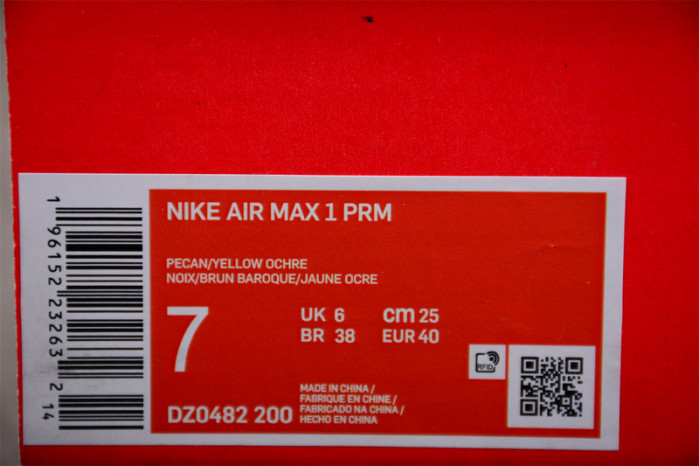 NIKE AIR MAX 1 PRM
PECAN/YELLOW OCHRE
NOIX/BRUN BAROQUE/JAUNE OCRE
7
UK 6 cm 25
BR 38 EUR 40
RFID
DZ0482 200
MADE IN CHINA /
FABRIQUE EN CHINE /
FABRICADO NA CHINA /
HECHO EN CHINA
1 96152 23263 2 14